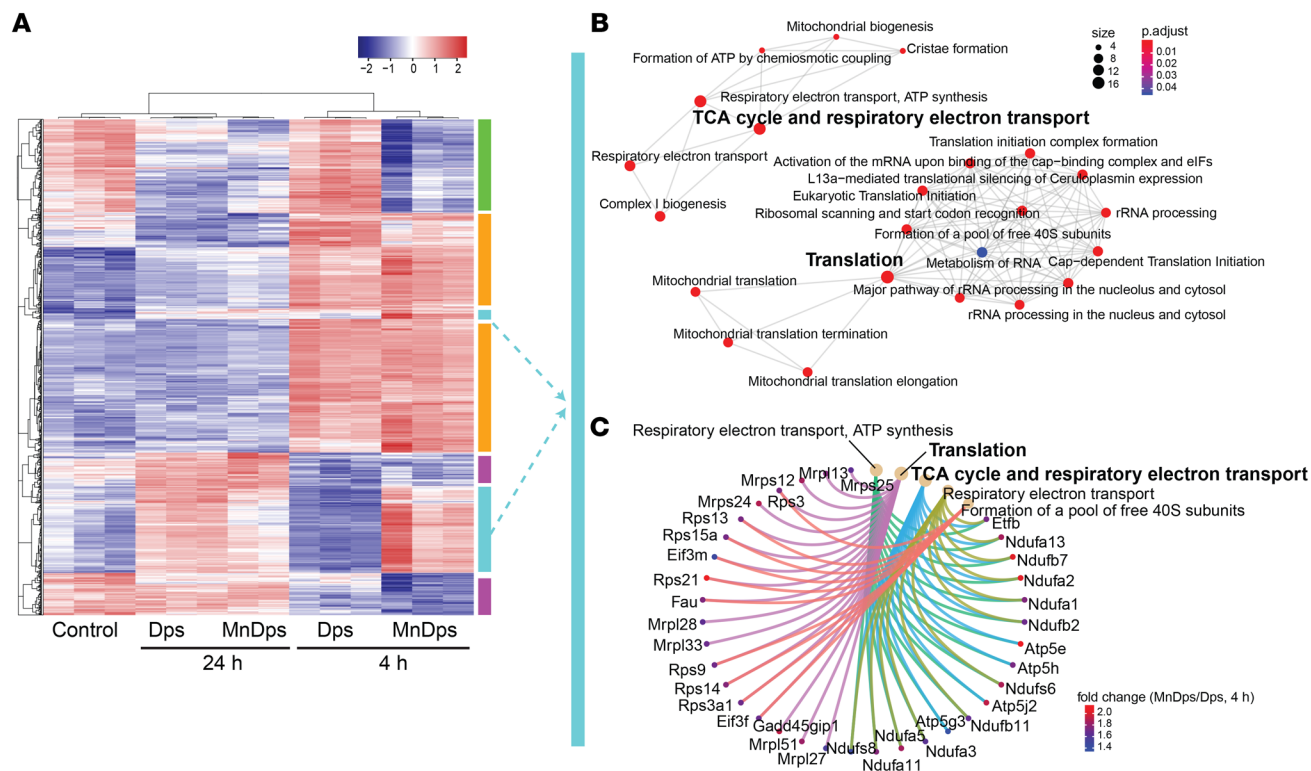 A
−2 −1 0 1 2
Control
Dps
MnDps
Dps
MnDps
24 h
4 h
B
Mitochondrial biogenesis
Cristae formation
Formation of ATP by chemiosmotic coupling
Respiratory electron transport, ATP synthesis
TCA cycle and respiratory electron transport
Respiratory electron transport
Complex I biogenesis
Translation initiation complex formation
Activation of the mRNA upon binding of the cap−binding complex and eIFs
L13a−mediated translational silencing of Ceruloplasmin expression
Eukaryotic Translation Initiation
Ribosomal scanning and start codon recognition
rRNA processing
Formation of a pool of free 40S subunits
Translation
Metabolism of RNA
Cap−dependent Translation Initiation
Mitochondrial translation
Major pathway of rRNA processing in the nucleolus and cytosol
rRNA processing in the nucleus and cytosol
Mitochondrial translation termination
Mitochondrial translation elongation
size
4
8
12
16
p.adjust
0.01
0.02
0.03
0.04
C
Respiratory electron transport, ATP synthesis
Translation
TCA cycle and respiratory electron transport
Respiratory electron transport
Formation of a pool of free 40S subunits
Mrpl13
Mrps25
Mrps12
Rps3
Mrps24
Rps13
Rps15a
Eif3m
Rps21
Fau
Mrpl28
Mrpl33
Rps9
Rps14
Rps3a1
Eif3f
Gadd45gip1
Mrpl51
Mrpl27
Ndufs8
Ndufa11
Ndufa5
Ndufa3
Atp5g3
Ndufb11
Atp5j2
Ndufs6
Atp5h
Atp5e
Ndufb2
Ndufa1
Ndufa2
Ndufb7
Ndufa13
Etfb
fold change (MnDps/Dps, 4 h)
2.0
1.8
1.6
1.4